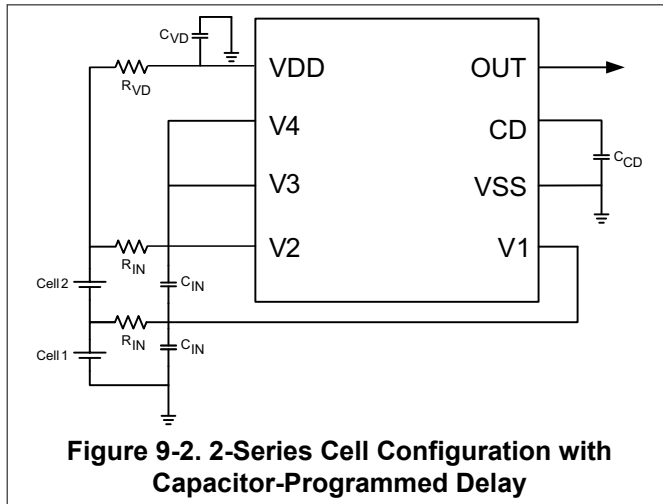 C_VD
R_VD
VDD
OUT
V4
CD
C_CD
V3
VSS
R_IN
V2
V1
Cell 2
C_IN
R_IN
C_IN
Cell 1
Figure 9-2. 2-Series Cell Configuration with
Capacitor-Programmed Delay